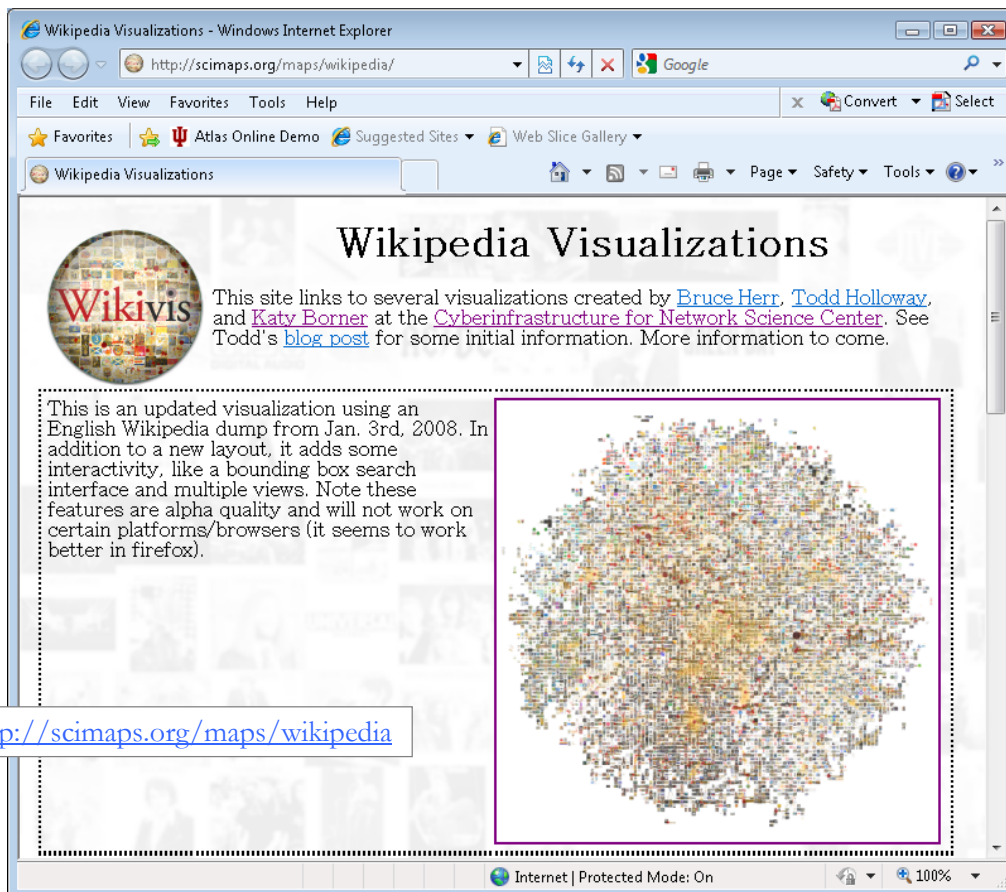 Wikipedia Visualizations - Windows Internet Explorer
http://scimaps.org/maps/wikipedia/
Google
File Edit View Favorites Tools Help
x Convert Select
Favorites Atlas Online Demo Suggested Sites Web Slice Gallery
Wikipedia Visualizations
Page Safety Tools
Wikipedia Visualizations
Wikivis
This site links to several visualizations created by Bruce Herr, Todd Holloway,
and Katy Borner at the Cyberinfrastructure for Network Science Center. See
Todd's blog post for some initial information. More information to come.
This is an updated visualization using an
English Wikipedia dump from Jan. 3rd, 2008. In
addition to a new layout, it adds some
interactivity, like a bounding box search
interface and multiple views. Note these
features are alpha quality and will not work on
certain platforms/browsers (it seems to work
better in firefox).
p://scimaps.org/maps/wikipedia
Internet | Protected Mode: On
100%